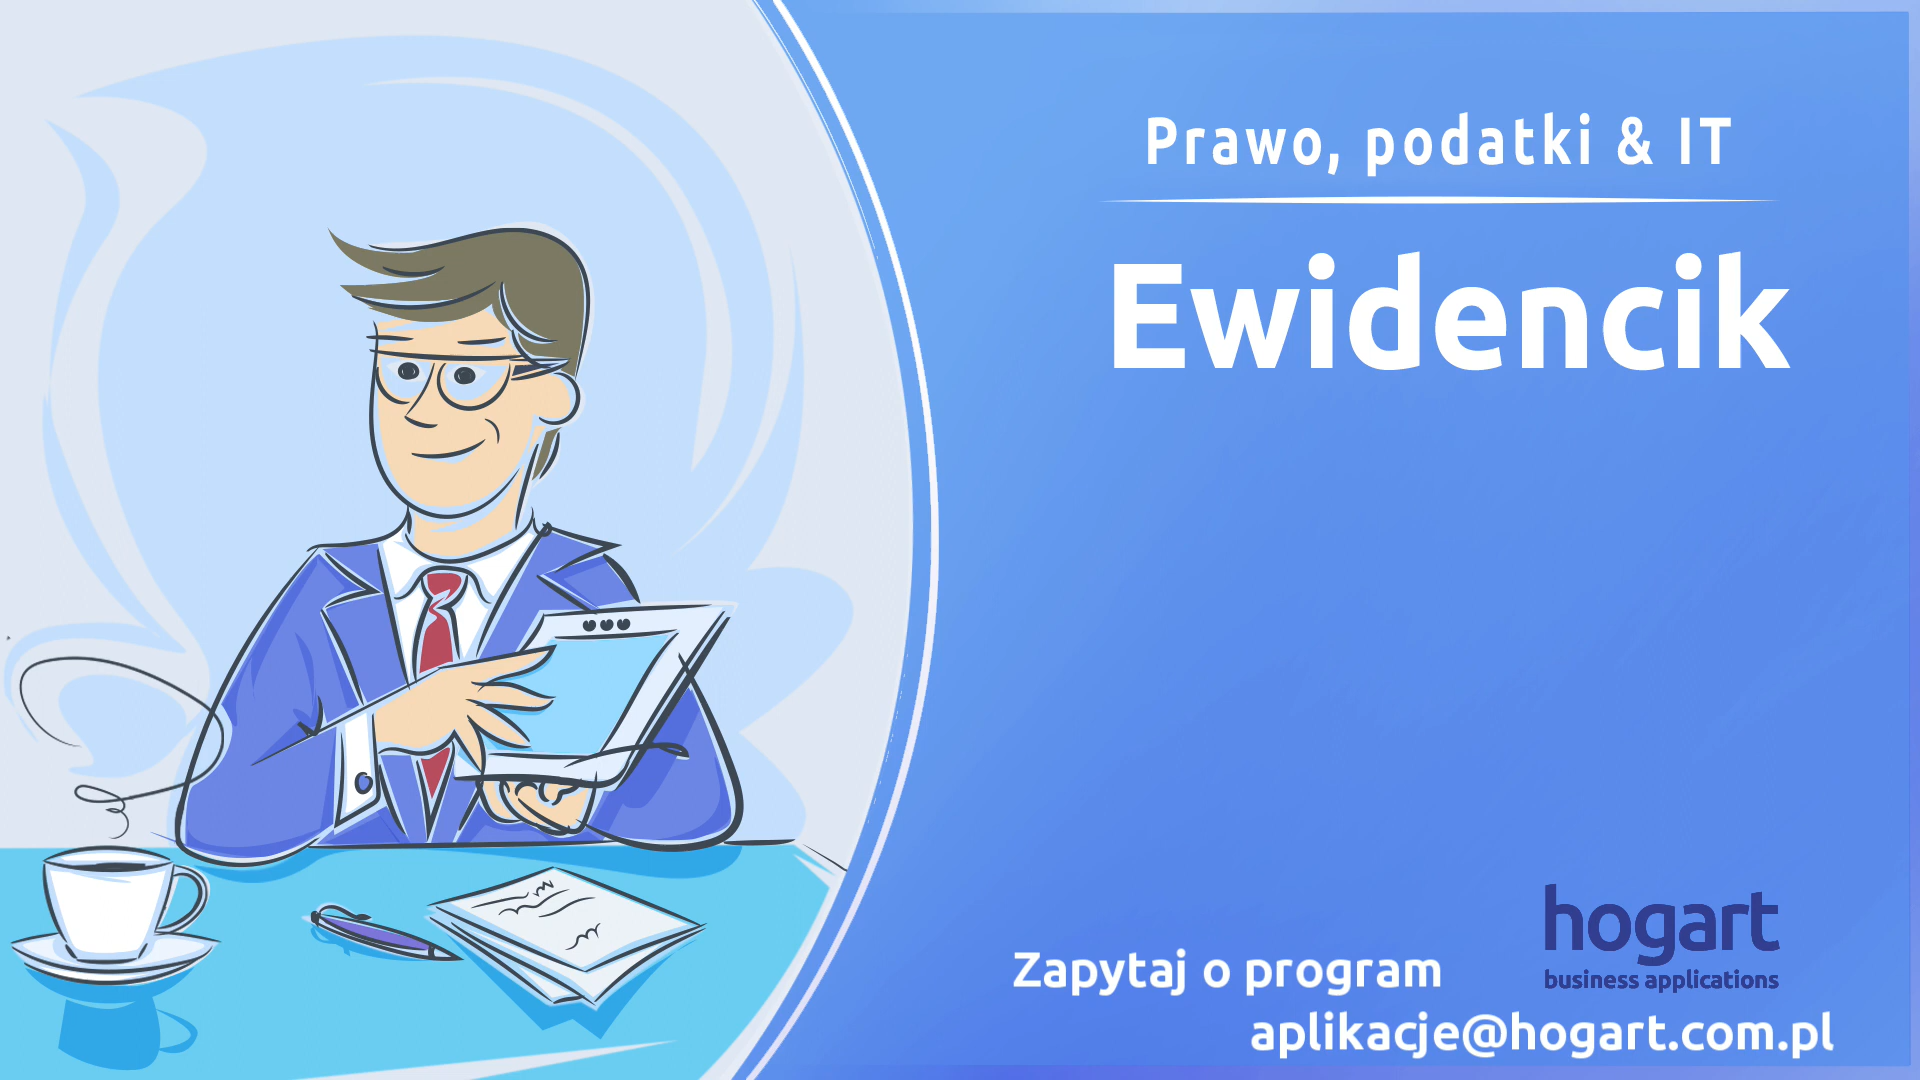 Prawo, podatki & IT
Ewidencik
hogart
business applications
Zapytaj o program
aplikacje@hogart.com.pl